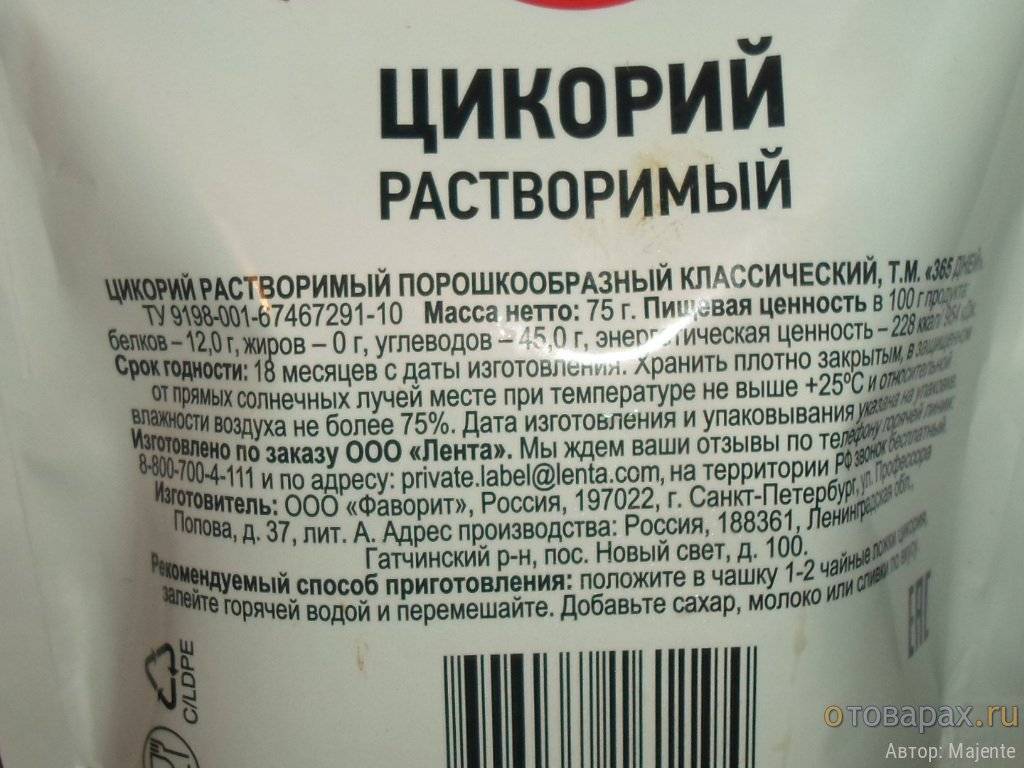 ЦИКОРИЙ
РАСТВОРИМЫЙ
ЦИКОРИЙ РАСТВОРИМЫЙ ПОРОШКООБРАЗНЫЙ КЛАССИЧЕСКИЙ, Т.М. «365 ДНЕЙ»
ТУ 9198-001-67467291-10 Масса нетто: 75 г. Пищевая ценность в 100 г продукта:
белков – 12,0 г, жиров – 0 г, углеводов – 45,0 г, энергетическая ценность – 228 ккал/ 954 кДж.
Срок годности: 18 месяцев с даты изготовления. Хранить плотно закрытым, в защищенном
от прямых солнечных лучей месте при температуре не выше +25ºС и относительной
влажности воздуха не более 75%. Дата изготовления и упаковывания указана на упаковке.
Изготовлено по заказу ООО «Лента». Мы ждем ваши отзывы по телефону горячей линии:
8-800-700-4-111 и по адресу: private.label@lenta.com, на территории РФ звонок бесплатный.
Изготовитель: ООО «Фаворит», Россия, 197022, г. Санкт-Петербург, ул. Профессора
Попова, д. 37, лит. А. Адрес производства: Россия, 188361, Ленинградская обл.,
Гатчинский р-н, пос. Новый свет, д. 100.
Рекомендуемый способ приготовления: положите в чашку 1-2 чайные ложки цикория,
залейте горячей водой и перемешайте. Добавьте сахар, молоко или сливки по вкусу.
EAC
C/LDPE
отоварах.ru
Автор: Majente